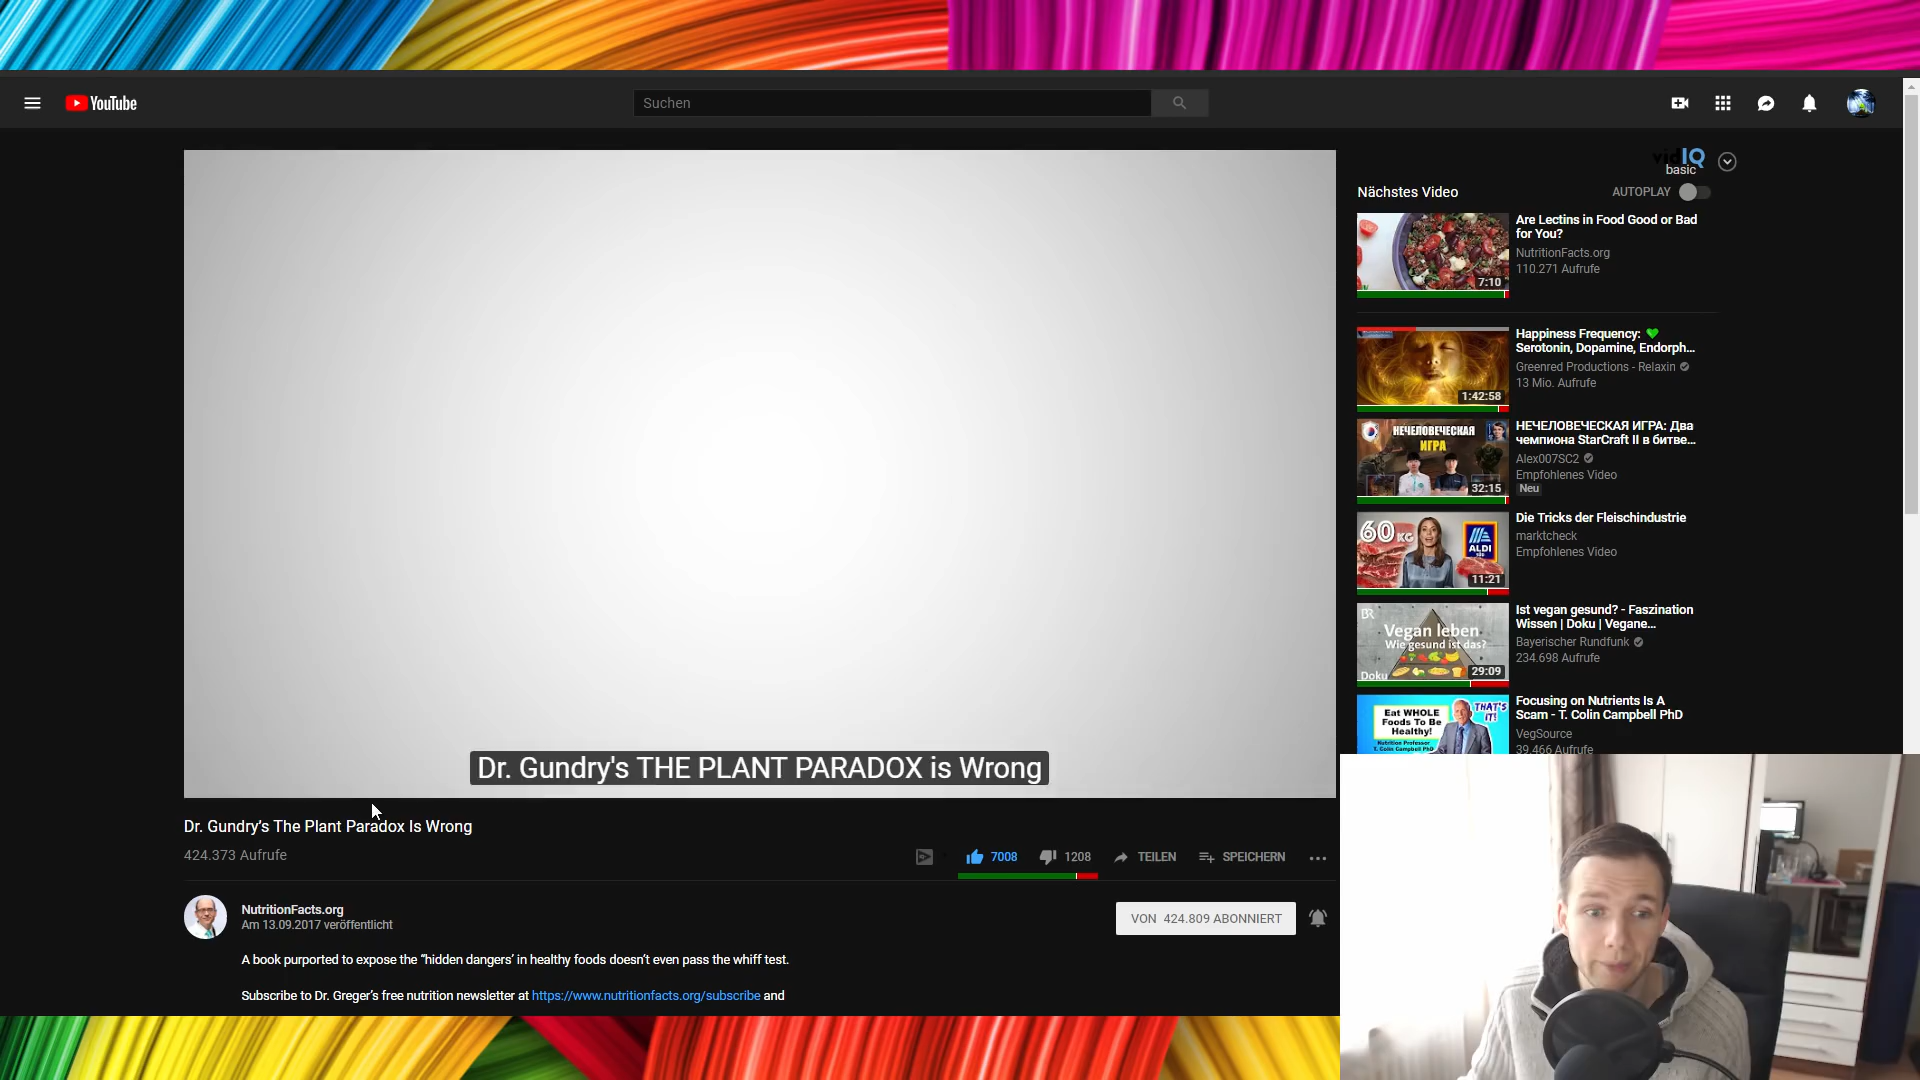 YouTube
Suchen
vidIQ
basic
Nächstes Video
AUTOPLAY
Are Lectins in Food Good or Bad
for You?
NutritionFacts.org
110.271 Aufrufe
7:10
Happiness Frequency: 💚
Serotonin, Dopamine, Endorph...
Greenred Productions - Relaxin
13 Mio. Aufrufe
1:42:58
НЕЧЕЛОВЕЧЕСКАЯ
ИГРА
32:15
НЕЧЕЛОВЕЧЕСКАЯ ИГРА: Два
чемпиона StarCraft II в битве...
Alex007SC2
Empfohlenes Video
Neu
60 KG
ALDI
SÜD
11:21
Die Tricks der Fleischindustrie
marktcheck
Empfohlenes Video
BR
Vegan leben
Wie gesund ist das?
Doku
29:09
Ist vegan gesund? - Faszination
Wissen | Doku | Vegane...
Bayerischer Rundfunk
234.698 Aufrufe
Eat WHOLE
Foods To Be
Healthy!
Nutrition Professor
T. Colin Campbell PhD
THAT'S
IT!
Focusing on Nutrients Is A
Scam - T. Colin Campbell PhD
VegSource
39.466 Aufrufe
Dr. Gundry's THE PLANT PARADOX is Wrong
Dr. Gundry’s The Plant Paradox Is Wrong
424.373 Aufrufe
7008
1208
TEILEN
SPEICHERN
NutritionFacts.org
Am 13.09.2017 veröffentlicht
VON 424.809 ABONNIERT
A book purported to expose the “hidden dangers’ in healthy foods doesn’t even pass the whiff test.
Subscribe to Dr. Greger’s free nutrition newsletter at https://www.nutritionfacts.org/subscribe and